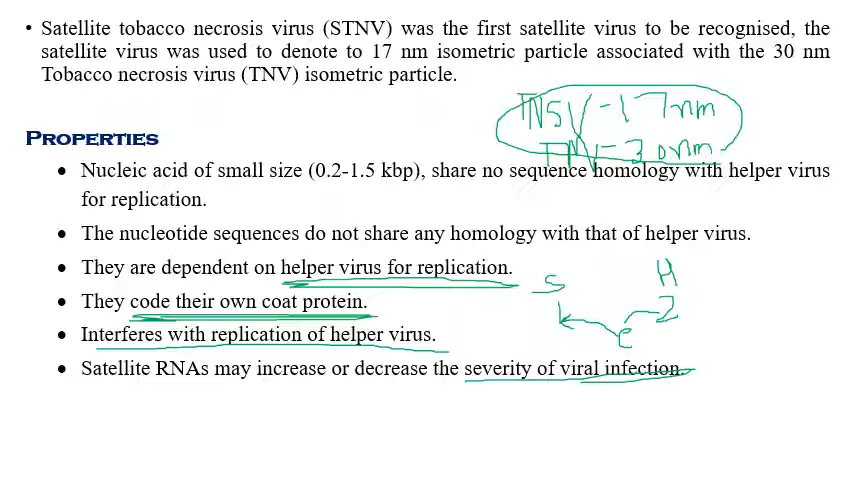 • Satellite tobacco necrosis virus (STNV) was the first satellite virus to be recognised, the
satellite virus was used to denote to 17 nm isometric particle associated with the 30 nm
Tobacco necrosis virus (TNV) isometric particle.
TNSV - 17nm
TNV - 30nm
PROPERTIES
• Nucleic acid of small size (0.2-1.5 kbp), share no sequence homology with helper virus
for replication.
• The nucleotide sequences do not share any homology with that of helper virus.
• They are dependent on helper virus for replication.
S H
• They code their own coat protein.
• Interferes with replication of helper virus.
• Satellite RNAs may increase or decrease the severity of viral infection.